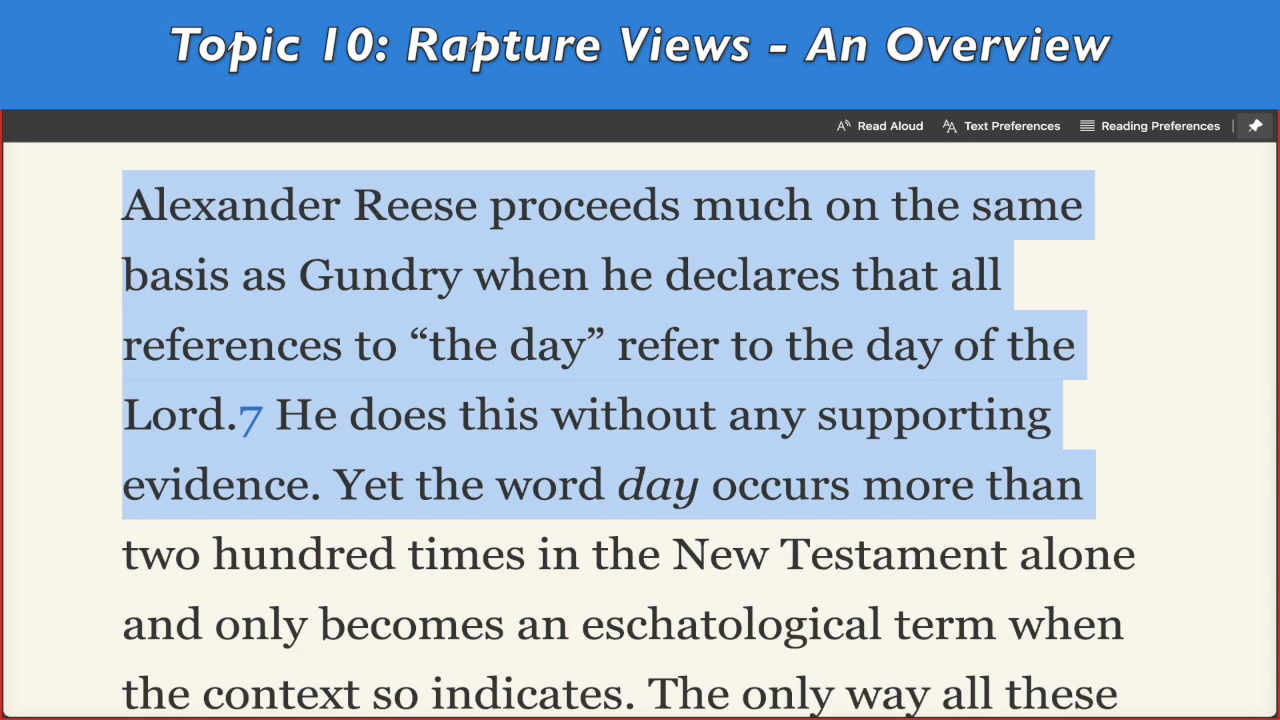 Topic 10: Rapture Views - An Overview
Read Aloud Text Preferences Reading Preferences
Alexander Reese proceeds much on the same
basis as Gundry when he declares that all
references to “the day” refer to the day of the
Lord.7 He does this without any supporting
evidence. Yet the word day occurs more than
two hundred times in the New Testament alone
and only becomes an eschatological term when
the context so indicates. The only way all these